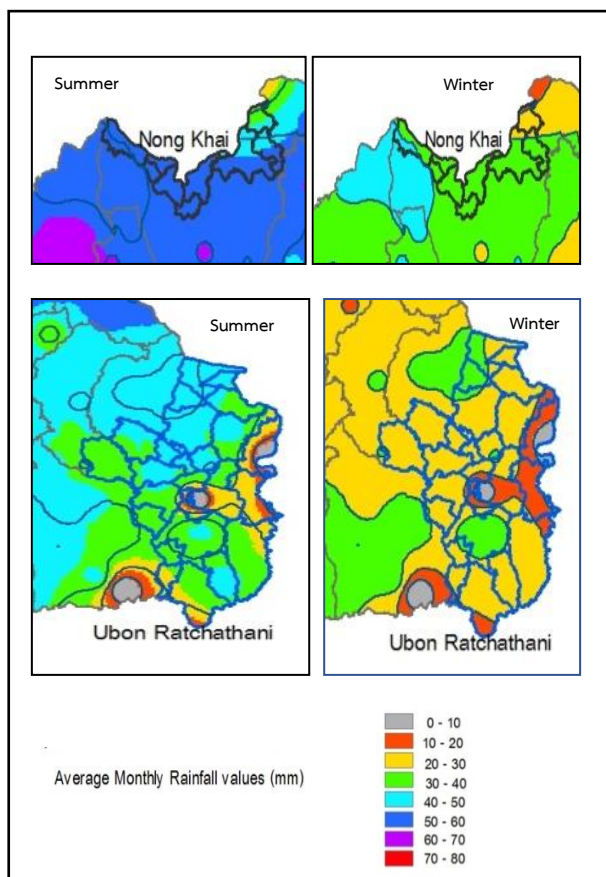 Summer
Nong Khai
Winter
Nong Khai
Summer
Ubon Ratchathani
Winter
Ubon Ratchathani
Average Monthly Rainfall values (mm)
0 - 10
10 - 20
20 - 30
30 - 40
40 - 50
50 - 60
60 - 70
70 - 80